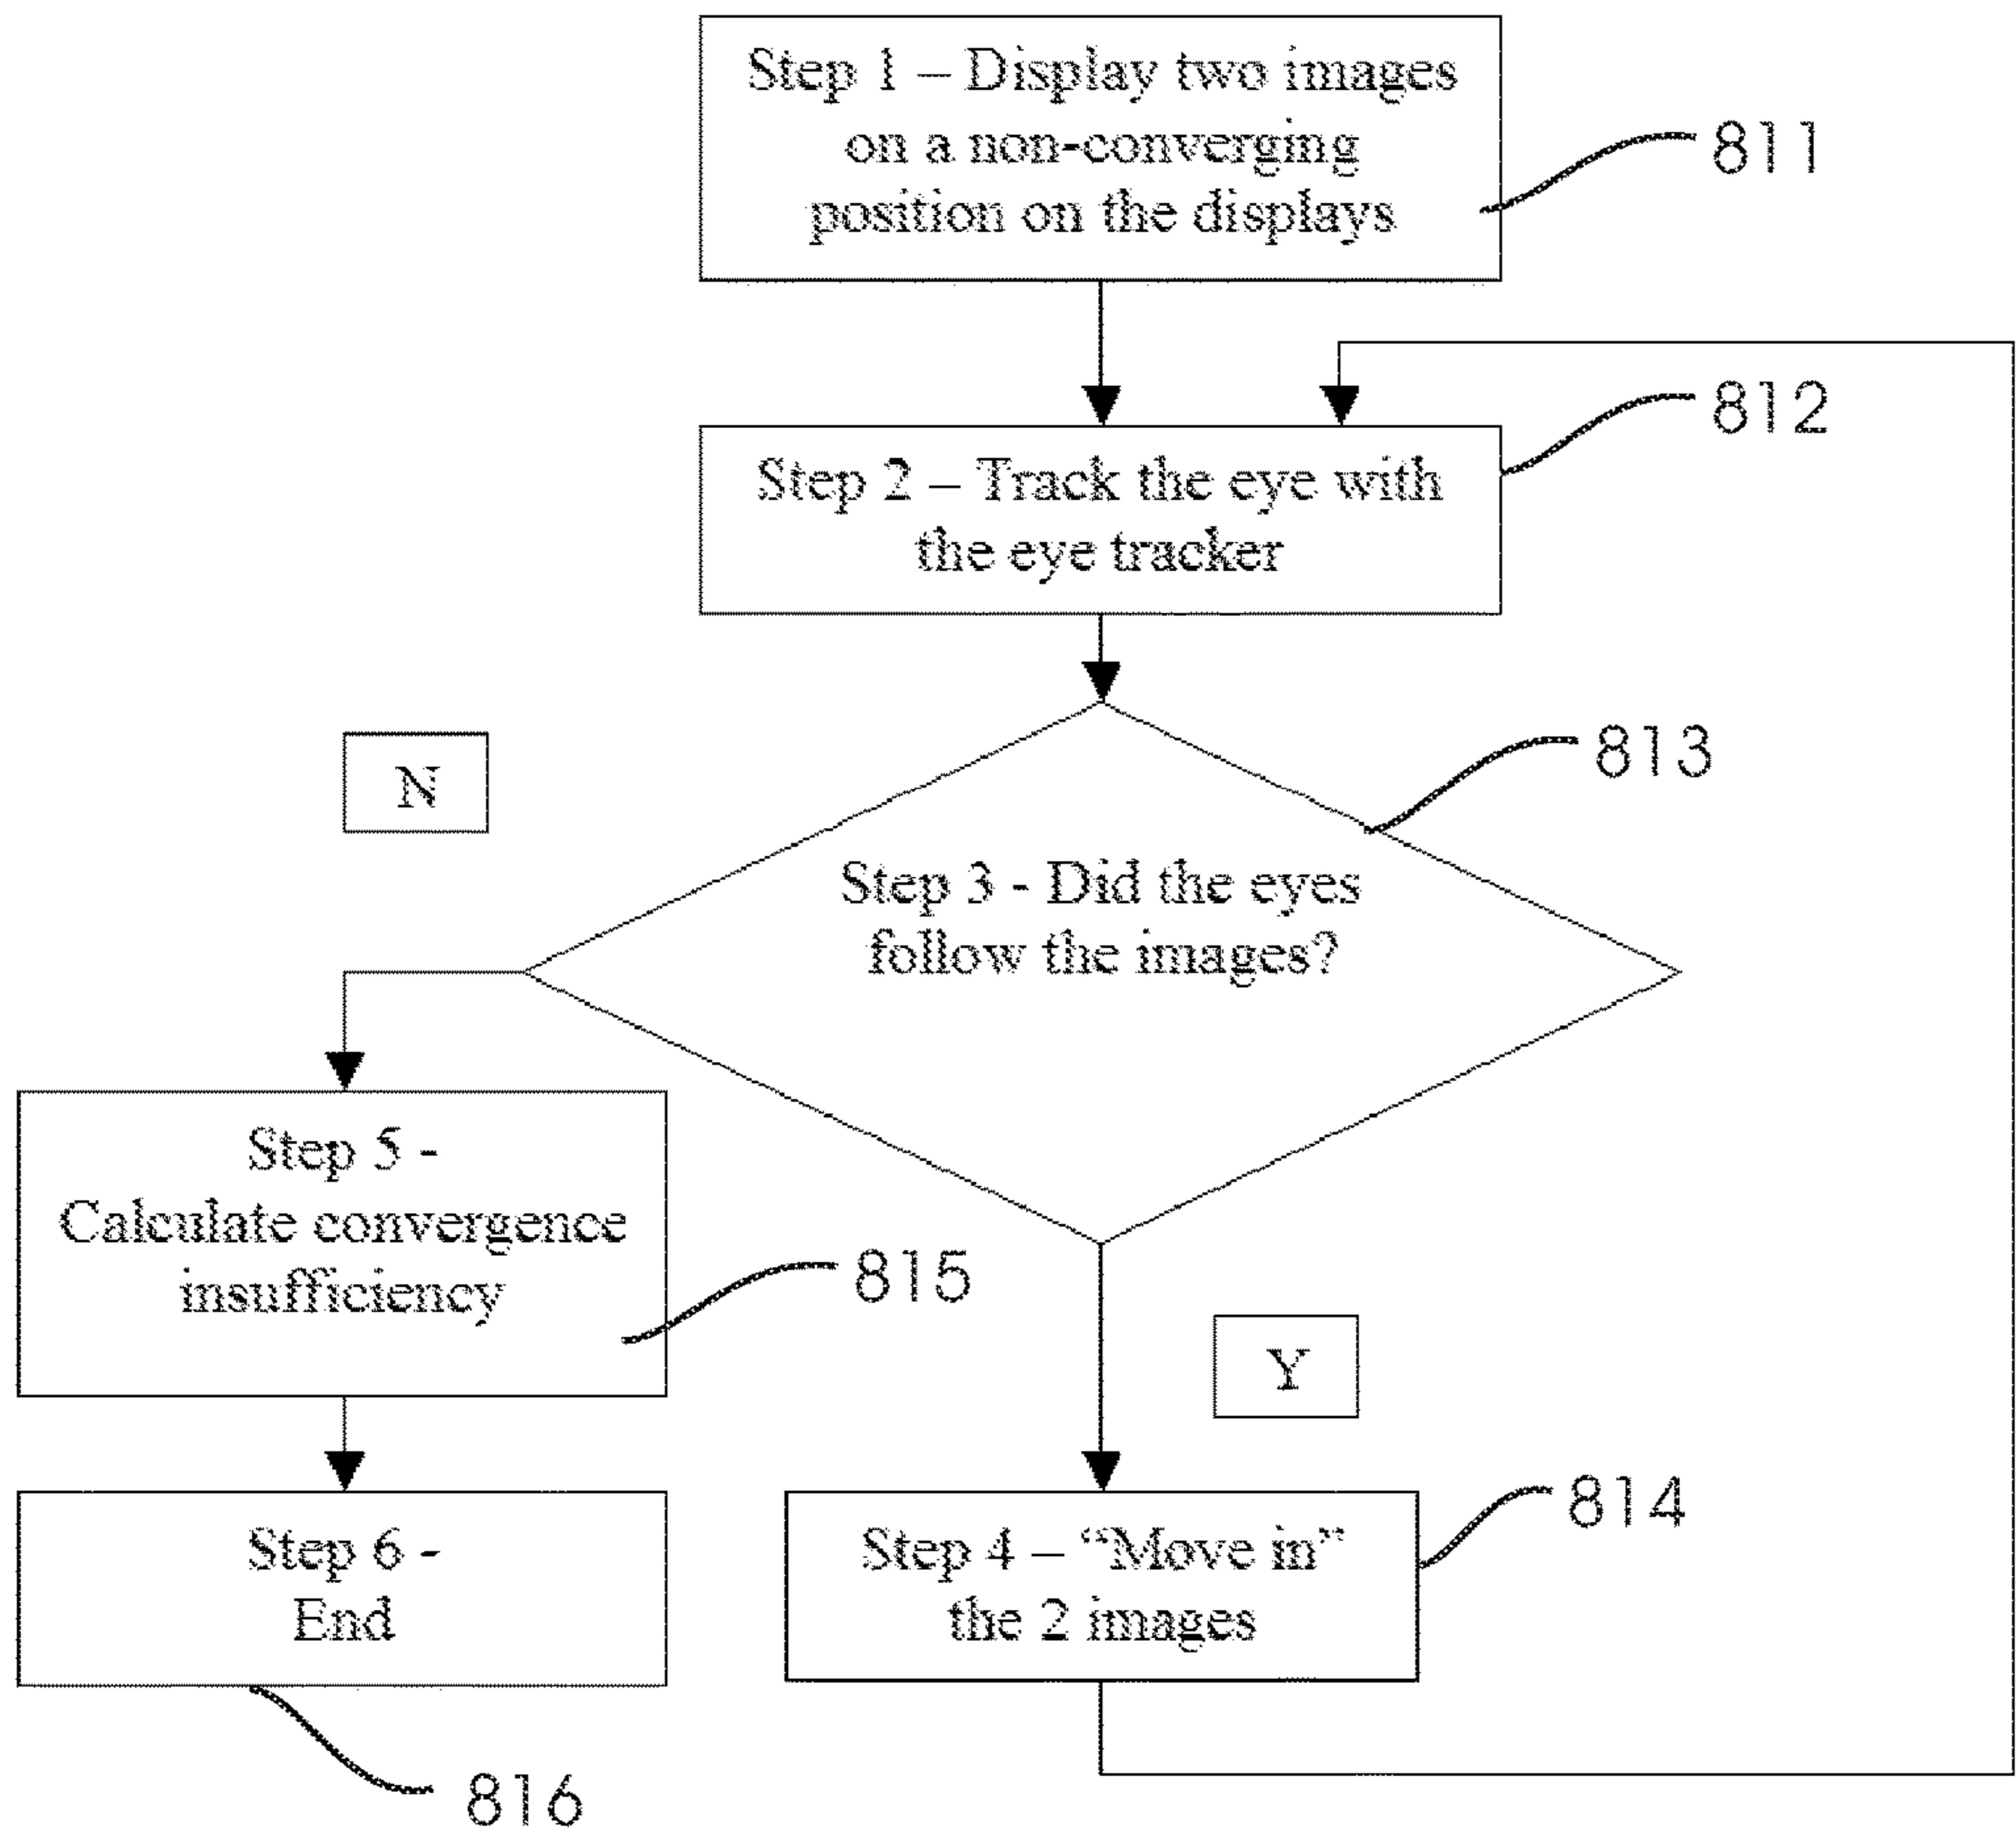 Step 1 – Display two images
on a non-converging
position on the displays
811
812
Step 2 – Track the eye with
the eye tracker
813
N
Step 3 - Did the eyes
follow the images?
Step 5 -
Calculate convergence
insufficiency
815
Y
Step 6 -
End
816
Step 4 – “Move in”
the 2 images
814